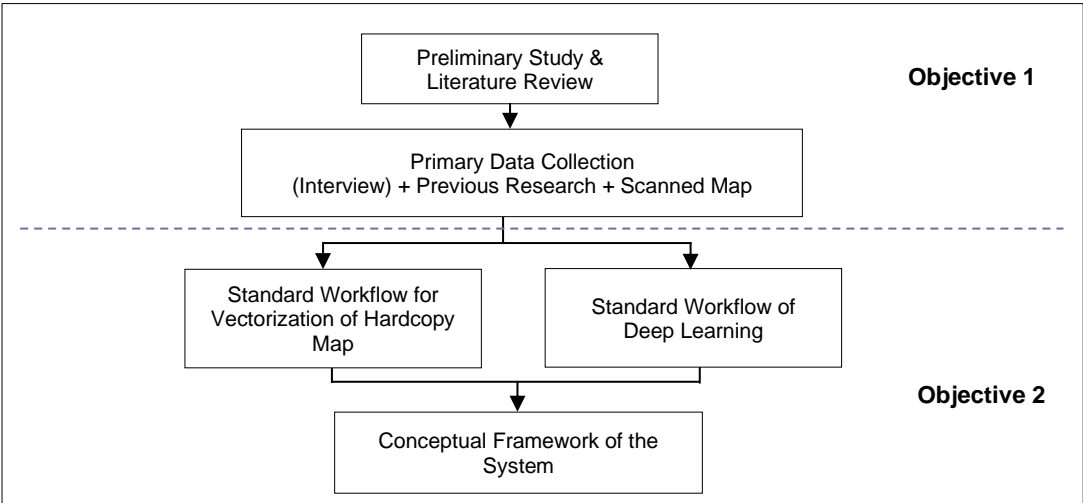 Preliminary Study &
Literature Review
Objective 1
Primary Data Collection
(Interview) + Previous Research + Scanned Map
Standard Workflow for
Vectorization of Hardcopy
Map
Standard Workflow of
Deep Learning
Objective 2
Conceptual Framework of the
System